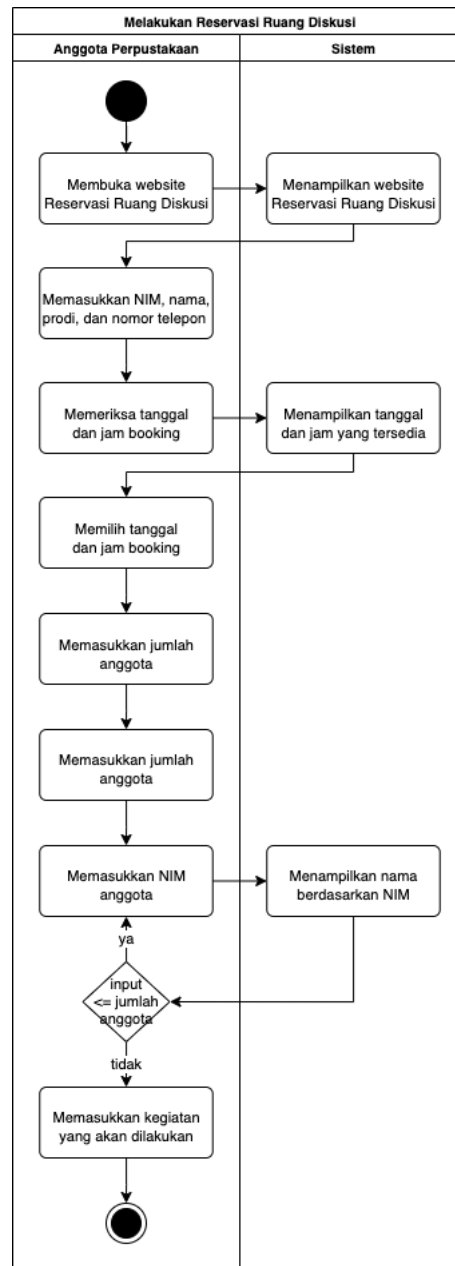 Melakukan Reservasi Ruang Diskusi
Anggota Perpustakaan
Sistem
Membuka website
Reservasi Ruang Diskusi
Menampilkan website
Reservasi Ruang Diskusi
Memasukkan NIM, nama,
prodi, dan nomor telepon
Memeriksa tanggal
dan jam booking
Menampilkan tanggal
dan jam yang tersedia
Memilih tanggal
dan jam booking
Memasukkan jumlah
anggota
Memasukkan jumlah
anggota
Memasukkan NIM
anggota
Menampilkan nama
berdasarkan NIM
ya
input
<= jumlah
anggota
tidak
Memasukkan kegiatan
yang akan dilakukan